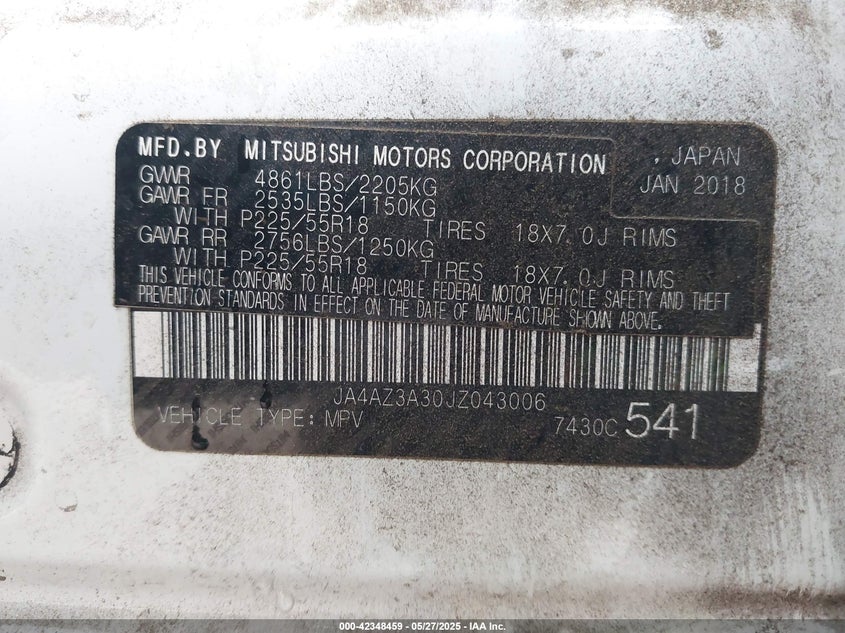 MFD.BY MITSUBISHI MOTORS CORPORATION , JAPAN
GWR 4861LBS/2205KG JAN 2018
GAWR FR 2535LBS/1150KG
WITH P225/55R18 TIRES 18X7.0J RIMS
GAWR RR 2756LBS/1250KG
WITH P225/55R18 TIRES 18X7.0J RIMS
THIS VEHICLE CONFORMS TO ALL APPLICABLE FEDERAL MOTOR VEHICLE SAFETY AND THEFT
PREVENTION STANDARDS IN EFFECT ON THE DATE OF MANUFACTURE SHOWN ABOVE.
JA4AZ3A30JZ043006
VEHICLE TYPE: MPV 7430C 541
000-42348459 - 05/27/2025 - IAA Inc.